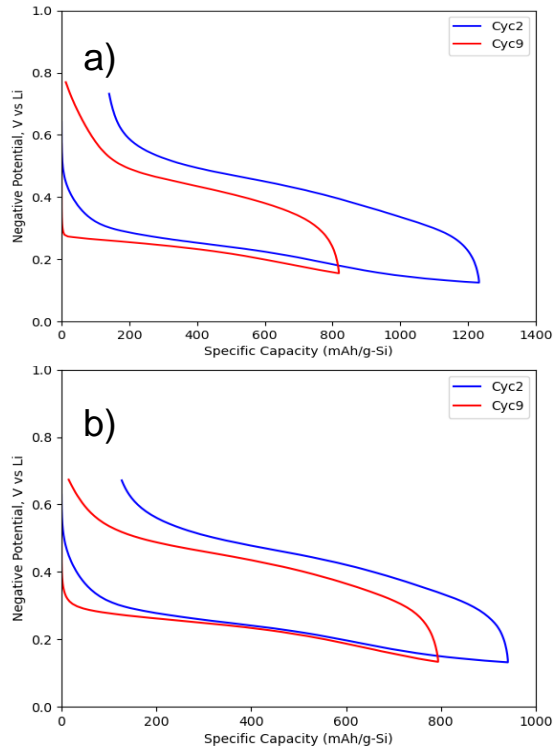 1.0
0.8
0.6
0.4
0.2
0.0
Negative Potential, V vs Li
a)
Cyc2
Cyc9
0 200 400 600 800 1000 1200 1400
Specific Capacity (mAh/g-Si)
1.0
0.8
0.6
0.4
0.2
0.0
Negative Potential, V vs Li
b)
Cyc2
Cyc9
0 200 400 600 800 1000
Specific Capacity (mAh/g-Si)